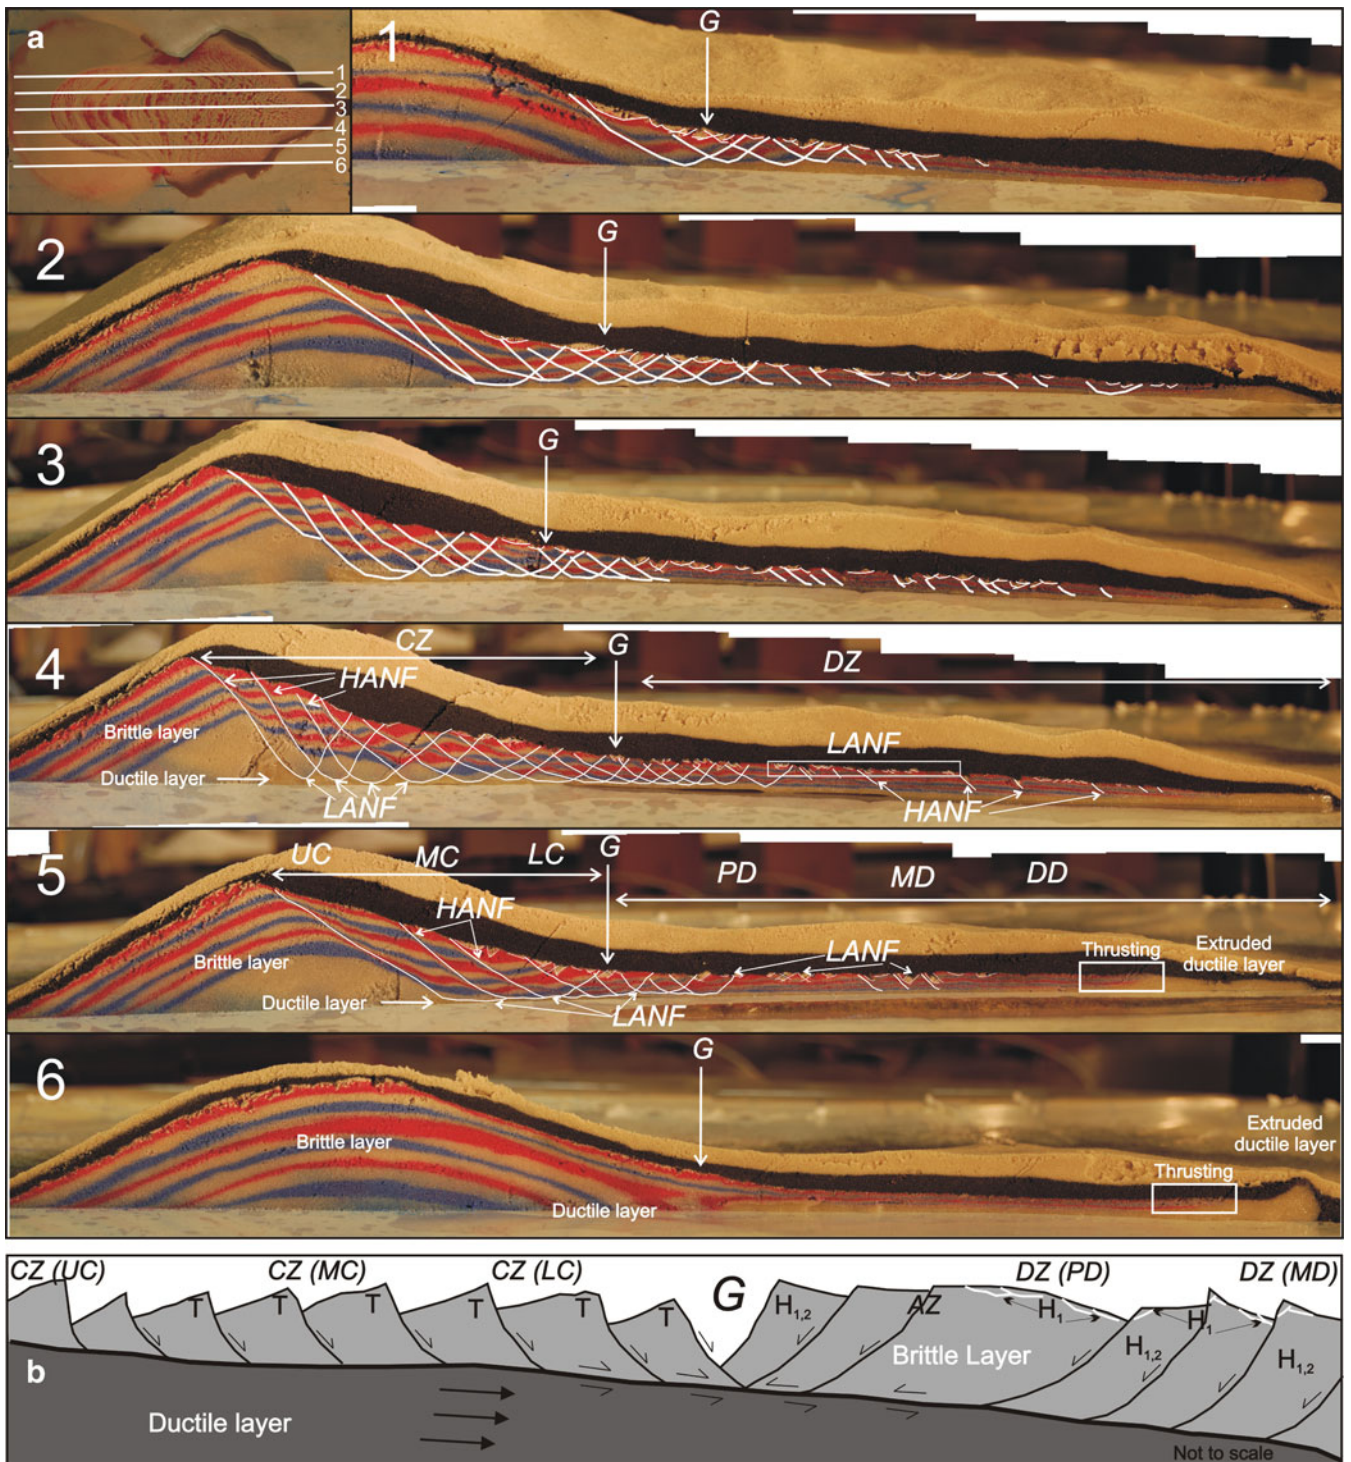 a
1
2
3
4
5
6
1
G
2
G
3
G
4
CZ
G
DZ
HANF
Brittle layer
LANF
Ductile layer
LANF
HANF
5
UC
MC
LC
G
PD
MD
DD
HANF
Brittle layer
LANF
Thrusting
Extruded
ductile layer
Ductile layer
LANF
6
G
Brittle layer
Extruded
ductile layer
Thrusting
Ductile layer
CZ (UC)
CZ (MC)
CZ (LC)
G
DZ (PD)
DZ (MD)
T
T
T
T
T
T
H1,2
AZ
H1
H1
Brittle Layer
H1,2
H1,2
b
Ductile layer
Not to scale